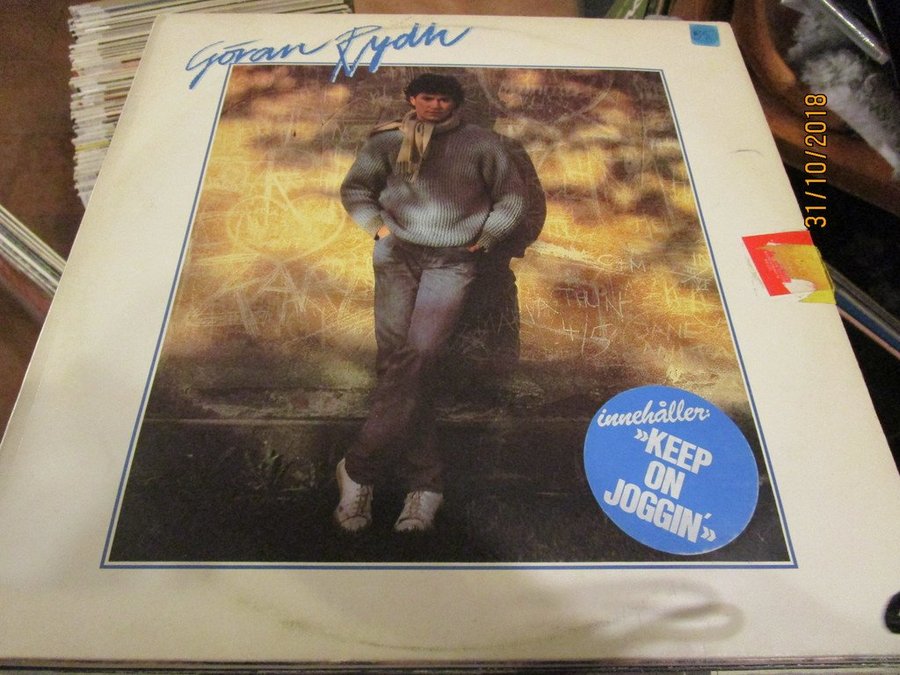 Göran Rydh
31/10/2018
innehåller:
»KEEP
ON
JOGGIN'»